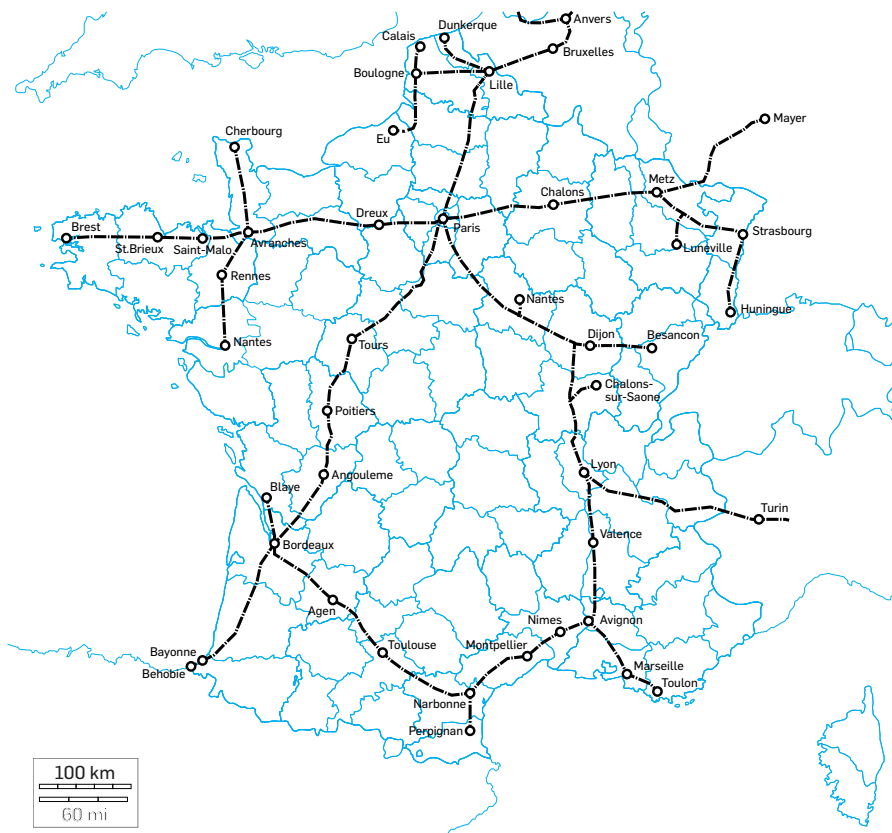 Anvers
Dunkerque
Calais
Bruxelles
Boulogne
Lille
Mayer
Cherbourg
Eu
Metz
Chalons
Dreux
Paris
Brest
Strasbourg
St.Brieux
Saint-Malo
Avranches
Luneville
Rennes
Nantes
Huningue
Nantes
Tours
Dijon
Besancon
Chalons-
sur-Saone
Poitiers
Lyon
Angouleme
Blaye
Turin
Bordeaux
Valence
Agen
Nimes
Avignon
Bayonne
Toulouse
Montpellier
Behobie
Marseille
Toulon
Narbonne
Perpignan
100 km
60 mi